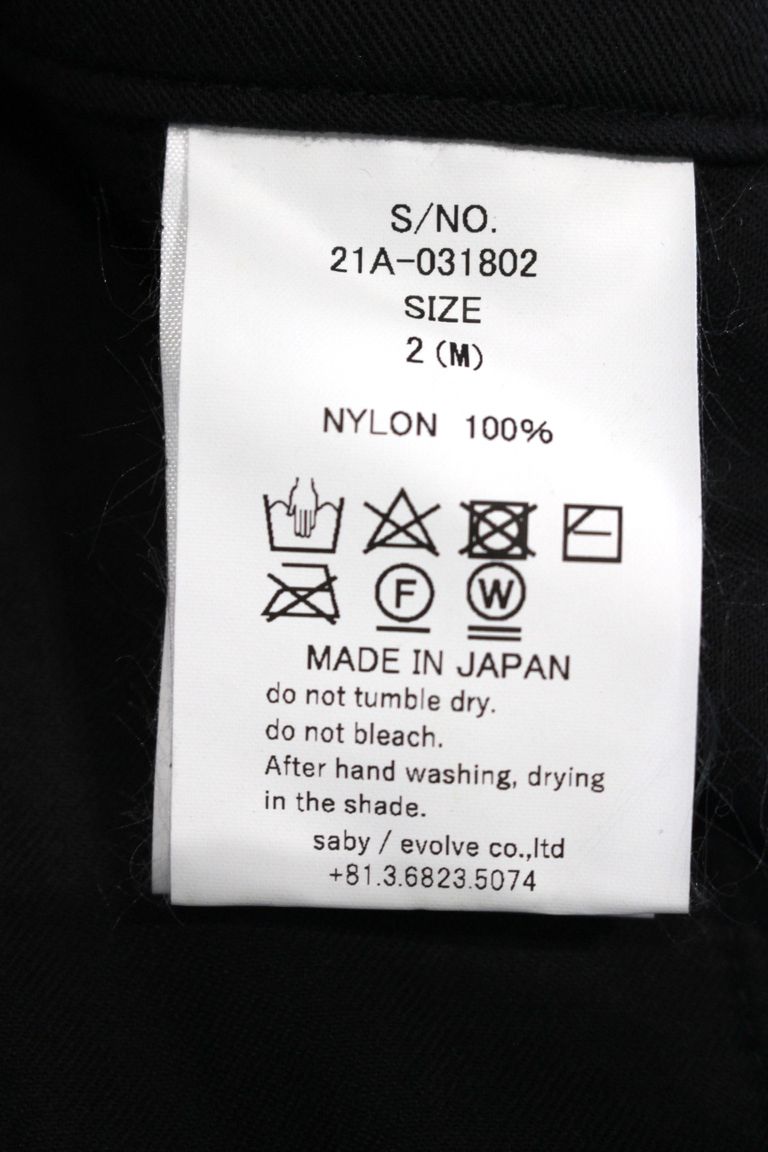 S/NO.
21A-031802
SIZE
2 (M)
NYLON 100%
F W
MADE IN JAPAN
do not tumble dry.
do not bleach.
After hand washing, drying
in the shade.
saby / evolve co.,ltd
+81.3.6823.5074